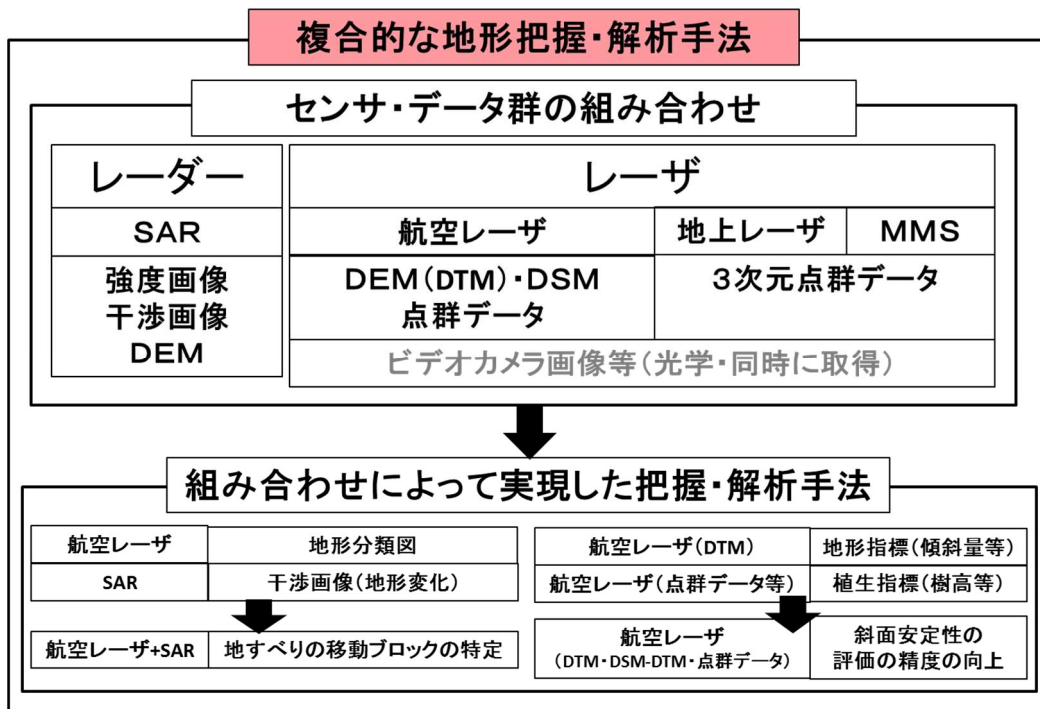 複合的な地形把握・解析手法
センサ・データ群の組み合わせ
レーダー
レーザ
SAR
航空レーザ
地上レーザ
MMS
強度画像
干渉画像
DEM
DEM(DTM)・DSM
点群データ
３次元点群データ
ビデオカメラ画像等(光学・同時に取得)
組み合わせによって実現した把握・解析手法
航空レーザ
地形分類図
SAR
干渉画像(地形変化)
航空レーザ+SAR
地すべりの移動ブロックの特定
航空レーザ(DTM)
地形指標(傾斜量等)
航空レーザ(点群データ等)
植生指標(樹高等)
航空レーザ
(DTM・DSM-DTM・点群データ)
斜面安定性の
評価の精度の向上